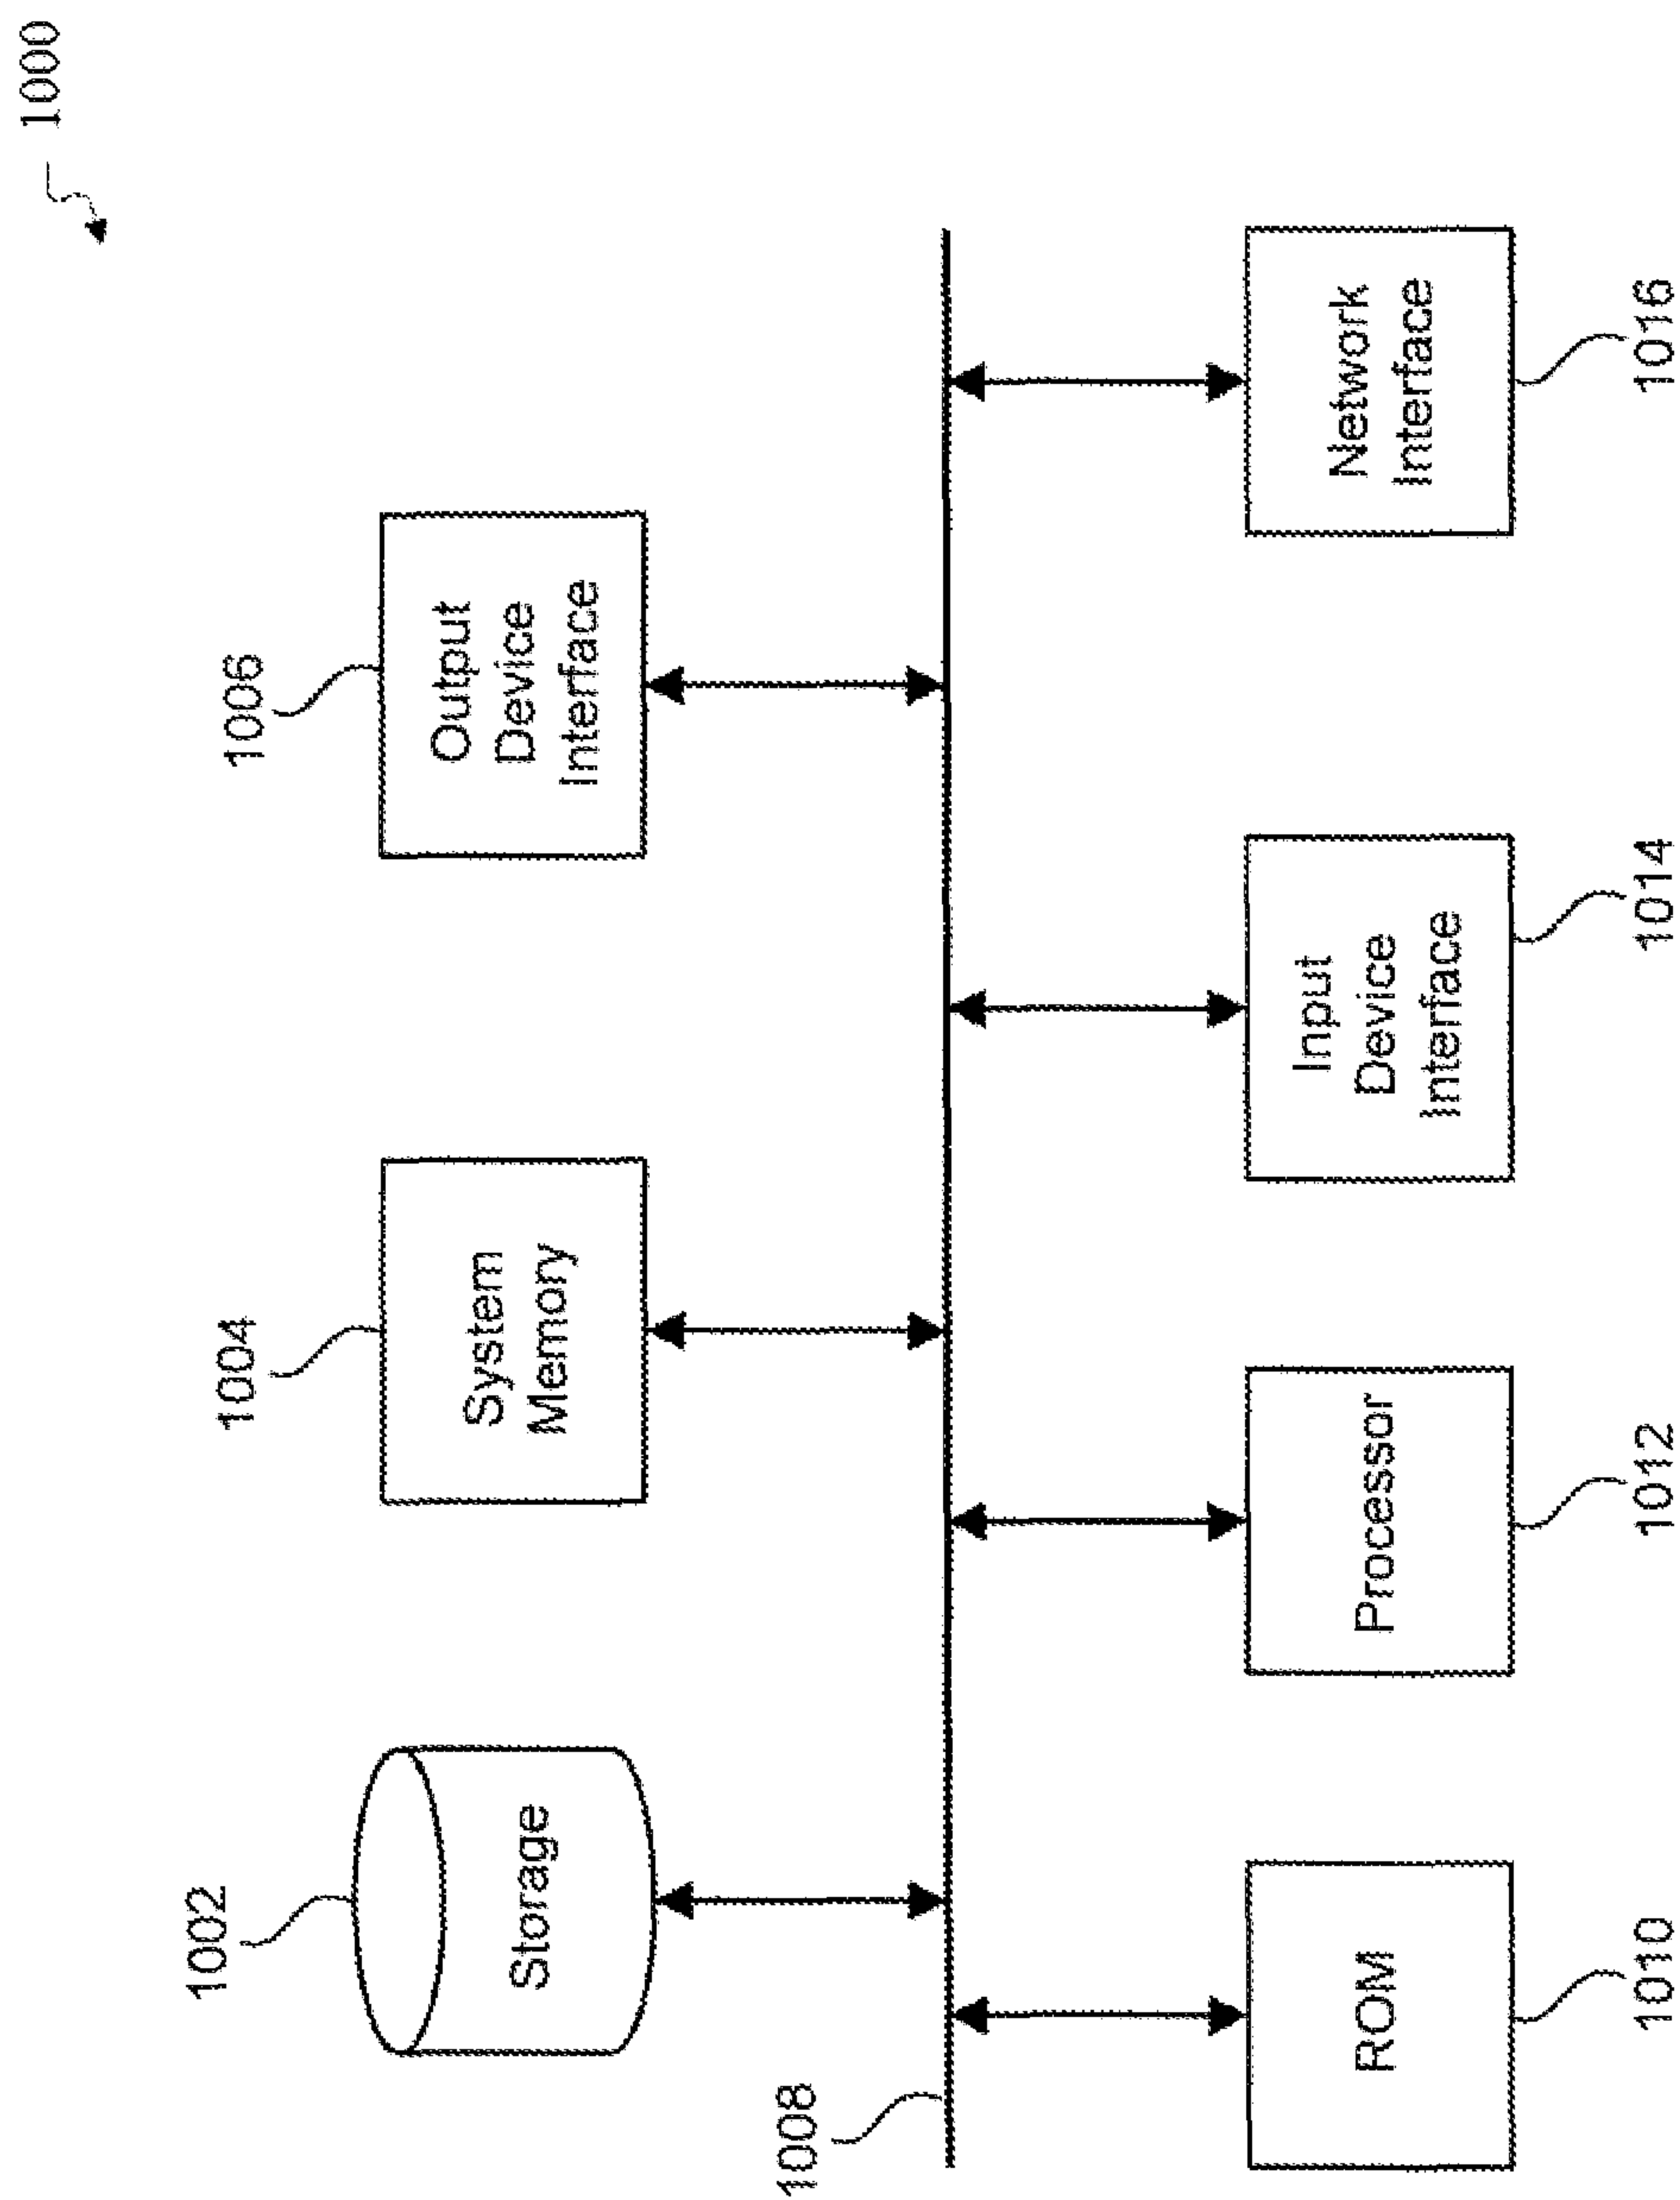 1000
1002
1004
1006
Storage
System
Memory
Output
Device
Interface
1008
ROM
Processor
Input
Device
Interface
Network
Interface
1010
1012
1014
1016